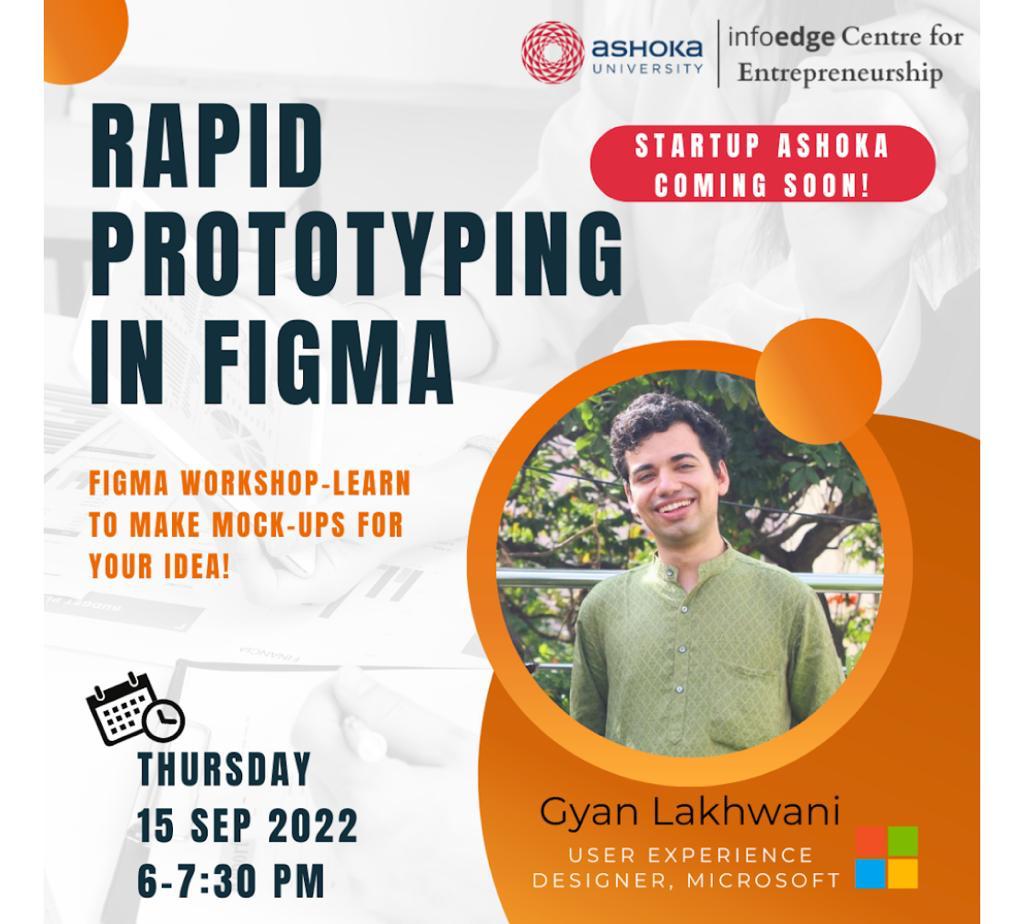 ASHOKA
UNIVERSITY
infoedge Centre for
Entrepreneurship
RAPID
PROTOTYPING
IN FIGMA
STARTUP ASHOKA
COMING SOON!
FIGMA WORKSHOP-LEARN
TO MAKE MOCK-UPS FOR
YOUR IDEA!
THURSDAY
15 SEP 2022
6-7:30 PM
Gyan Lakhwani
USER EXPERIENCE
DESIGNER, MICROSOFT